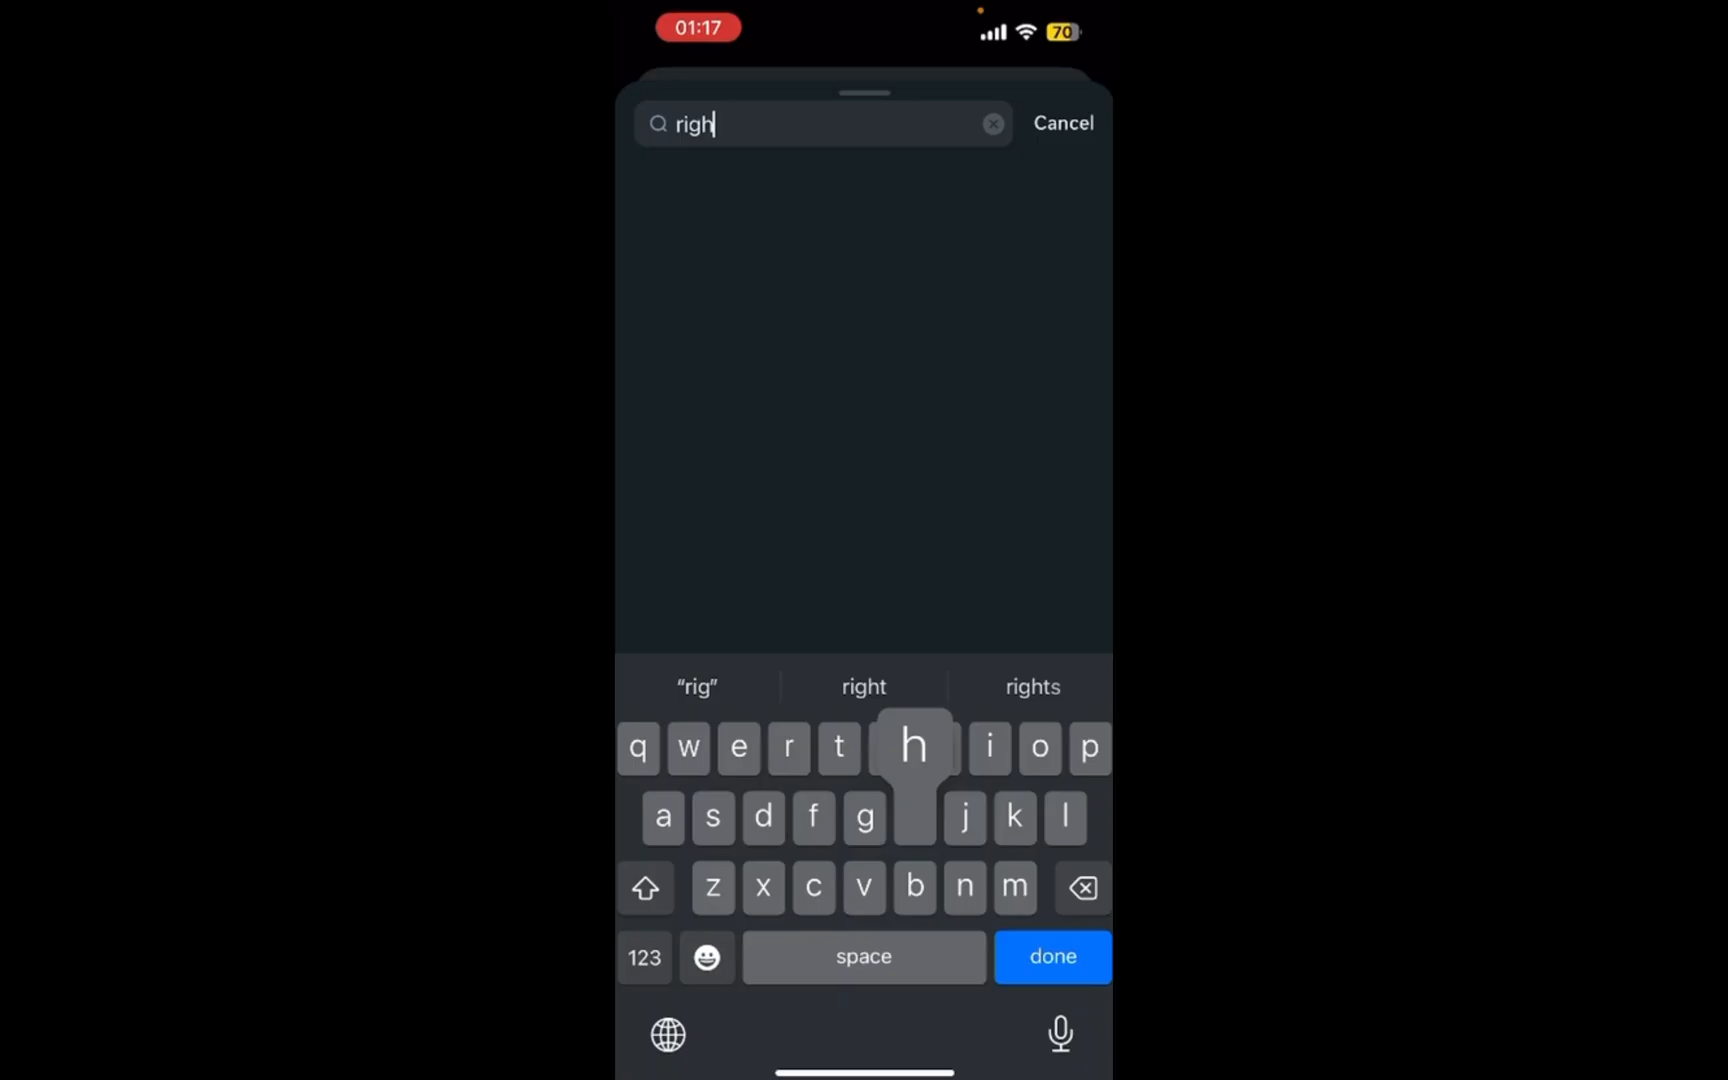 01:17
70
righ
Cancel
“rig” right rights
q w e r t h i o p
a s d f g j k l
z x c v b n m
123 space done